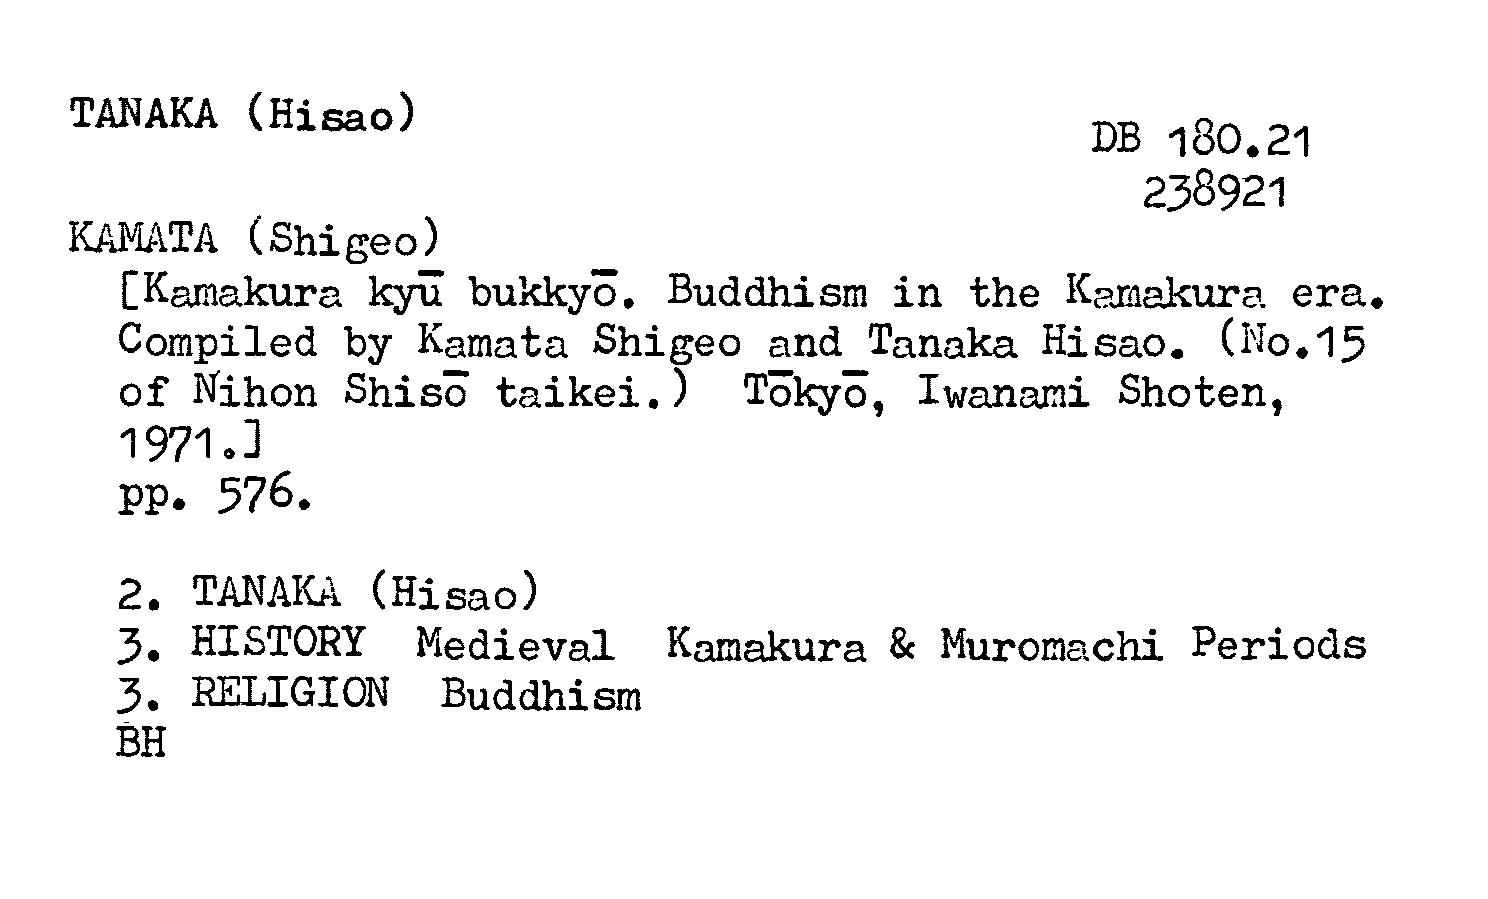 TANAKA (Hisao)
DB 180.21
238921
KAMATA (Shigeo)
[Kamakura kyū bukkyō. Buddhism in the Kamakura era.
Compiled by Kamata Shigeo and Tanaka Hisao. (No.15
of Nihon Shisō taikei.) Tōkyō, Iwanami Shoten,
1971.]
pp. 576.
2. TANAKA (Hisao)
3. HISTORY Medieval Kamakura & Muromachi Periods
3. RELIGION Buddhism
BH